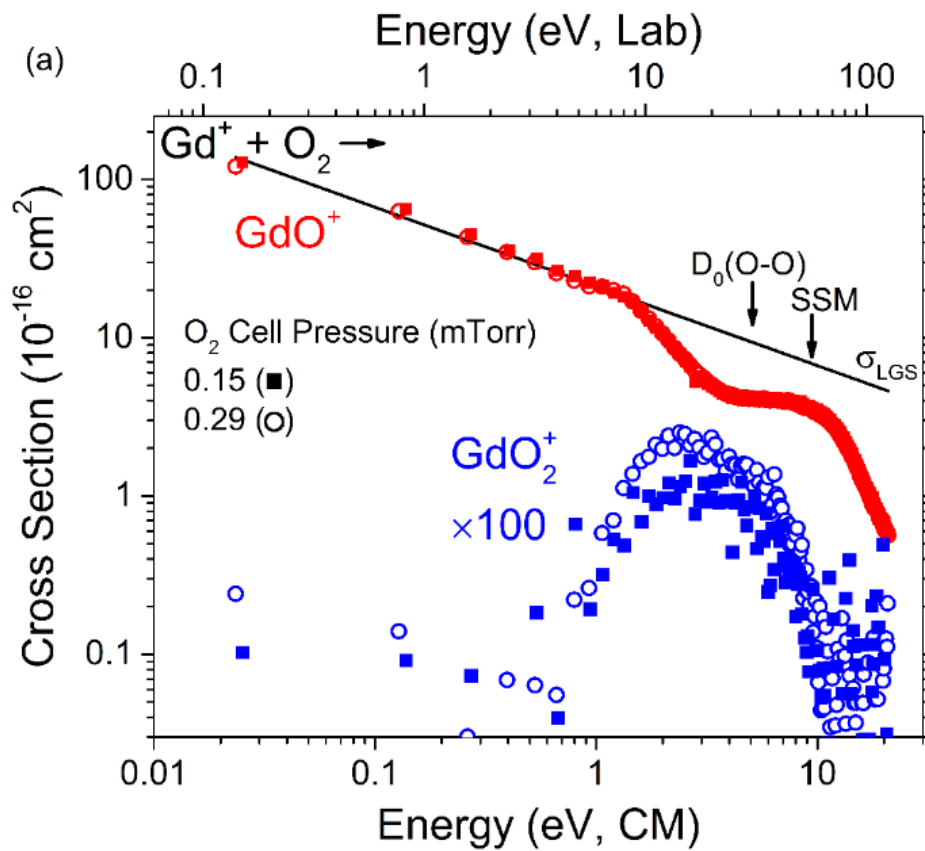 Energy (eV, Lab)
(a)
0.1 1 10 100
Gd⁺ + O₂ →
GdO⁺
D₀(O-O)
SSM
σLGS
O₂ Cell Pressure (mTorr)
0.15 (■)
0.29 (○)
GdO₂⁺
×100
Cross Section (10⁻¹⁶ cm²)
100
10
1
0.1
0.01 0.1 1 10
Energy (eV, CM)